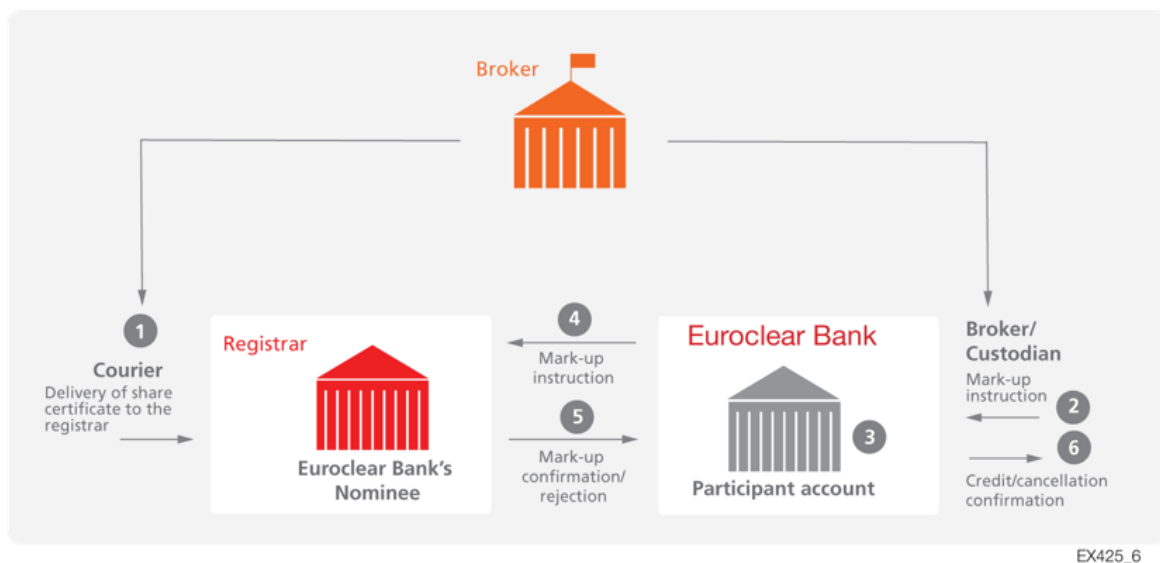 Broker
1
Courier
Delivery of share
certificate to the
registrar
Registrar
Euroclear Bank's
Nominee
4
Mark-up
instruction
5
Mark-up
confirmation/
rejection
Euroclear Bank
3
Participant account
Broker/
Custodian
Mark-up
instruction
2
6
Credit/cancellation
confirmation
EX425_6